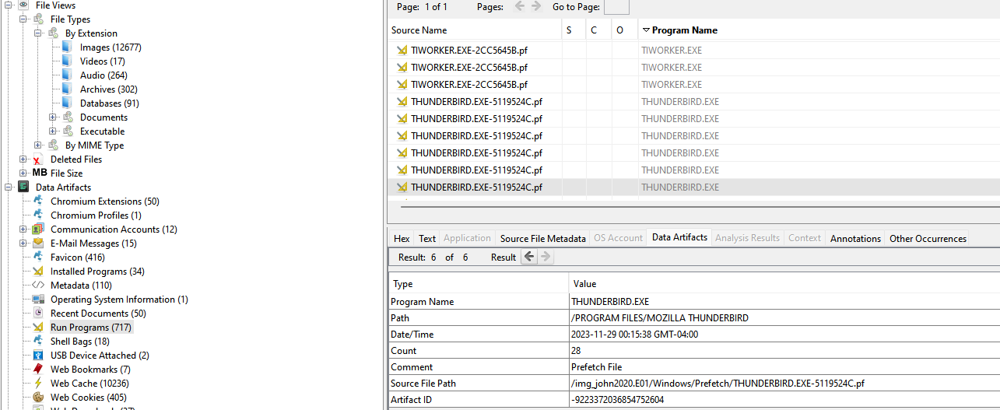 File Views
File Types
By Extension
Images (12677)
Videos (17)
Audio (264)
Archives (302)
Databases (91)
Documents
Executable
By MIME Type
Deleted Files
MB File Size
Data Artifacts
Chromium Extensions (50)
Chromium Profiles (1)
Communication Accounts (12)
E-Mail Messages (15)
Favicon (416)
Installed Programs (34)
Metadata (110)
Operating System Information (1)
Recent Documents (50)
Run Programs (717)
Shell Bags (18)
USB Device Attached (2)
Web Bookmarks (7)
Web Cache (10236)
Web Cookies (405)
Page: 1 of 1 Pages: Go to Page:
Source Name S C O Program Name
TIWORKER.EXE-2CC5645B.pf TIWORKER.EXE
TIWORKER.EXE-2CC5645B.pf TIWORKER.EXE
TIWORKER.EXE-2CC5645B.pf TIWORKER.EXE
THUNDERBIRD.EXE-5119524C.pf THUNDERBIRD.EXE
THUNDERBIRD.EXE-5119524C.pf THUNDERBIRD.EXE
THUNDERBIRD.EXE-5119524C.pf THUNDERBIRD.EXE
THUNDERBIRD.EXE-5119524C.pf THUNDERBIRD.EXE
THUNDERBIRD.EXE-5119524C.pf THUNDERBIRD.EXE
THUNDERBIRD.EXE-5119524C.pf THUNDERBIRD.EXE
Hex Text Application Source File Metadata OS Account Data Artifacts Analysis Results Context Annotations Other Occurrences
Result: 6 of 6 Result
Type Value
Program Name THUNDERBIRD.EXE
Path /PROGRAM FILES/MOZILLA THUNDERBIRD
Date/Time 2023-11-29 00:15:38 GMT-04:00
Count 28
Comment Prefetch File
Source File Path /img_john2020.E01/Windows/Prefetch/THUNDERBIRD.EXE-5119524C.pf
Artifact ID -9223372036854752604